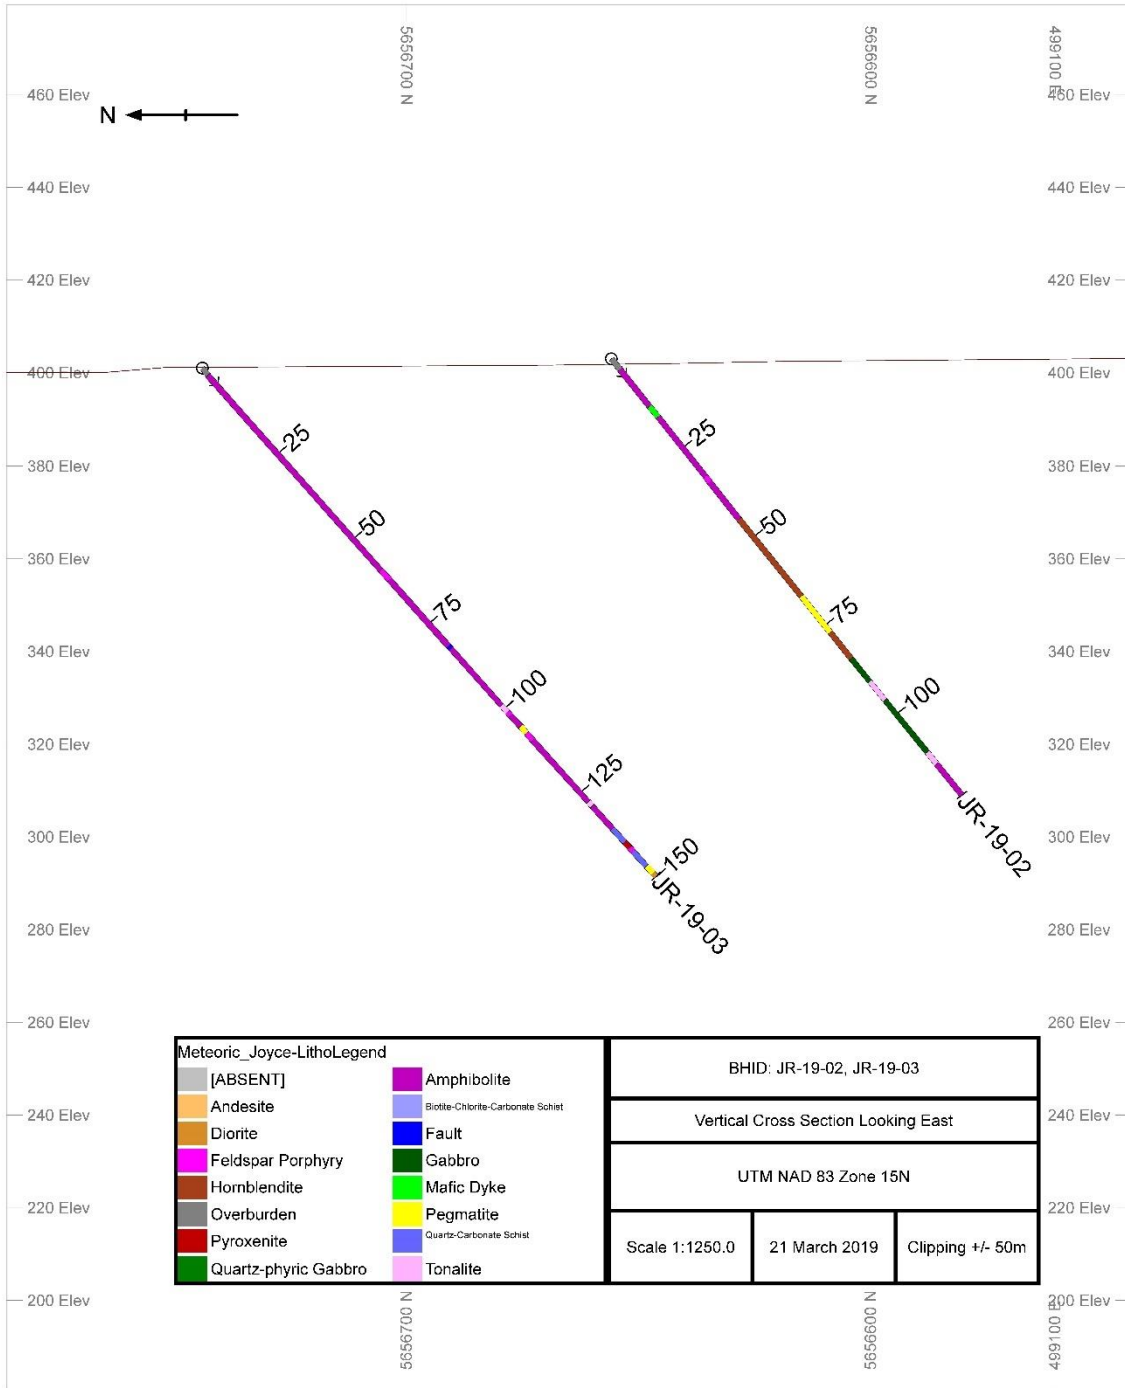 5656700 N
5656600 N
499100 E
460 Elev
460 Elev
N
440 Elev
440 Elev
420 Elev
420 Elev
400 Elev
400 Elev
25
25
380 Elev
380 Elev
50
50
360 Elev
360 Elev
75
75
340 Elev
340 Elev
100
100
320 Elev
320 Elev
125
JR-19-02
300 Elev
300 Elev
150
JR-19-03
280 Elev
280 Elev
260 Elev
260 Elev
Meteoric_Joyce-LithoLegend
[ABSENT]
Andesite
Diorite
Feldspar Porphyry
Hornblendite
Overburden
Pyroxenite
Quartz-phyric Gabbro
Amphibolite
Biotite-Chlorite-Carbonate Schist
Fault
Gabbro
Mafic Dyke
Pegmatite
Quartz-Carbonate Schist
Tonalite
BHID: JR-19-02, JR-19-03
Vertical Cross Section Looking East
UTM NAD 83 Zone 15N
Scale 1:1250.0
21 March 2019
Clipping +/- 50m
240 Elev
240 Elev
220 Elev
220 Elev
200 Elev
200 Elev
5656700 N
5656600 N
499100 E